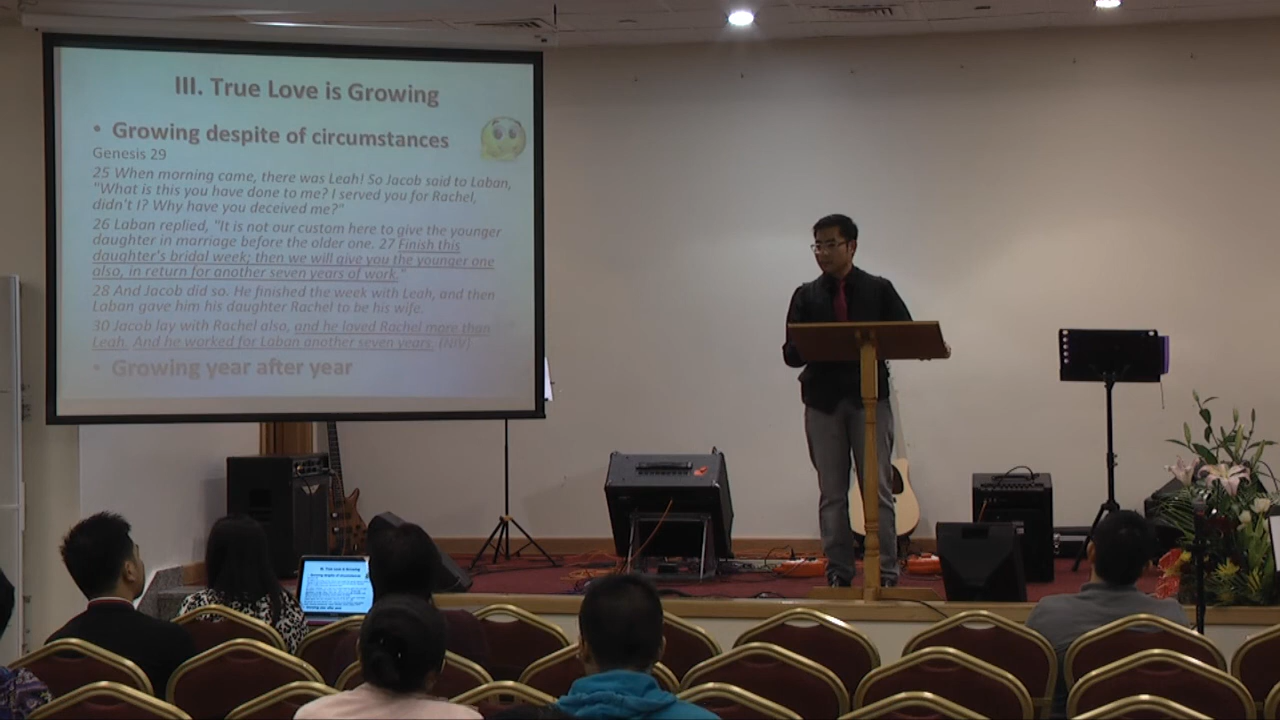 III. True Love is Growing
• Growing despite of circumstances
Genesis 29
25 When morning came, there was Leah! So Jacob said to Laban,
"What is this you have done to me? I served you for Rachel,
didn't I? Why have you deceived me?"
26 Laban replied, "It is not our custom here to give the younger
daughter in marriage before the older one. 27 Finish this
daughter's bridal week; then we will give you the younger one
also, in return for another seven years of work."
28 And Jacob did so. He finished the week with Leah, and then
Laban gave him his daughter Rachel to be his wife.
30 Jacob lay with Rachel also, and he loved Rachel more than
Leah. And he worked for Laban another seven years. (NIV)
• Growing year after year
III. True Love is Growing